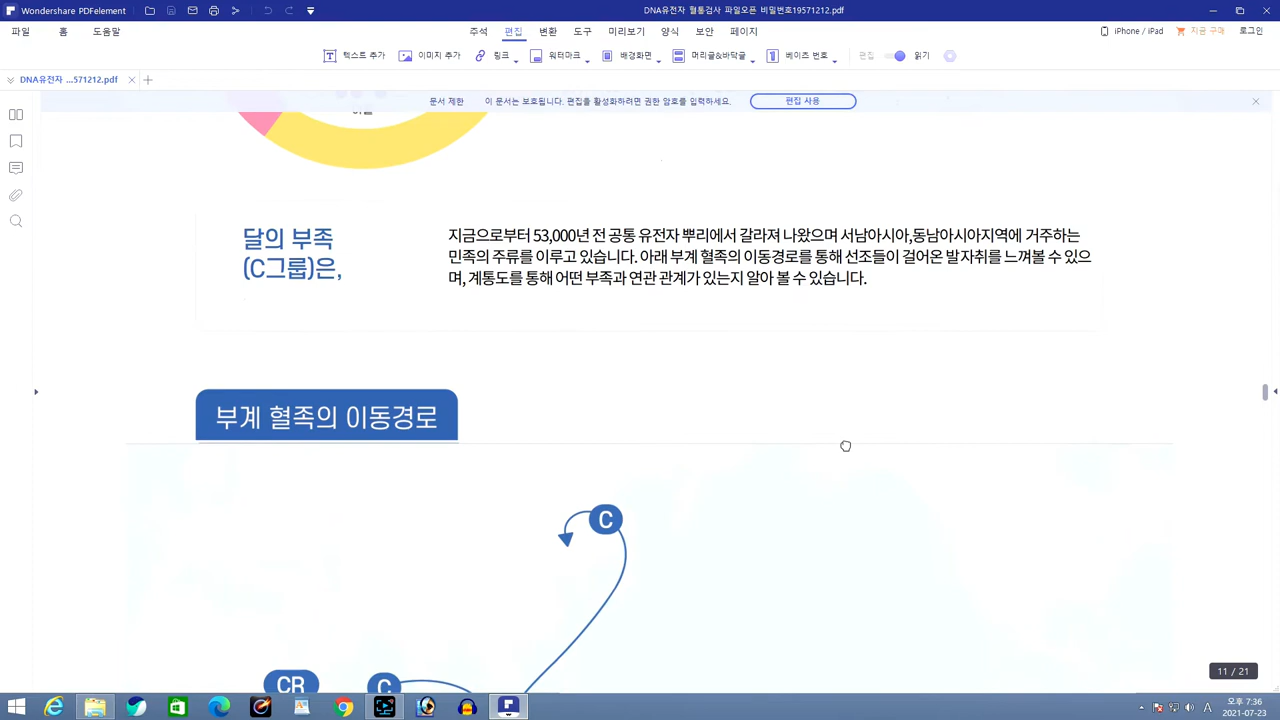 Wondershare PDFelement
DNA유전자 혈통검사 파일오픈 비밀번호19571212.pdf
파일 홈 도움말 주석 편집 변환 도구 미리보기 양식 보안 페이지 iPhone / iPad 지금 구매 로그인
텍스트 추가 이미지 추가 링크 워터마크 배경화면 머리글&바닥글 베이츠 번호 편집 읽기
DNA유전자 ...571212.pdf
문서 제한 이 문서는 보호됩니다. 편집을 활성화하려면 권한 암호를 입력하세요. 편집 사용
달의 부족
(C그룹)은,
지금으로부터 53,000년 전 공통 유전자 뿌리에서 갈라져 나왔으며 서남아시아,동남아시아지역에 거주하는
민족의 주류를 이루고 있습니다. 아래 부계 혈족의 이동경로를 통해 선조들이 걸어온 발자취를 느껴볼 수 있으
며, 계통도를 통해 어떤 부족과 연관 관계가 있는지 알아 볼 수 있습니다.
부계 혈족의 이동경로
C
CR
C
11 / 21
A
오후 7:36
2021-07-23